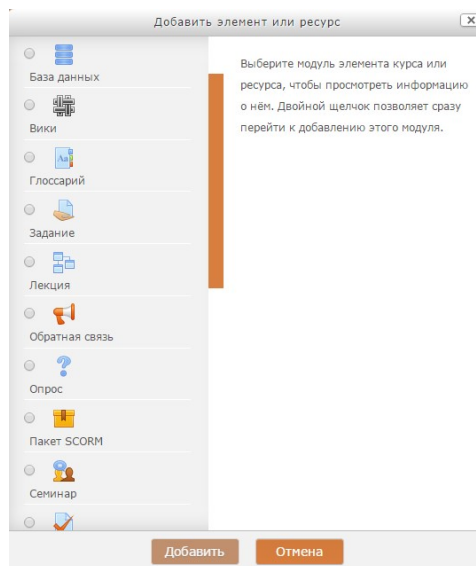 Добавить элемент или ресурс
База данных
Вики
Глоссарий
Задание
Лекция
Обратная связь
Опрос
Пакет SCORM
Семинар
Выберите модуль элемента курса или
ресурса, чтобы просмотреть информацию
о нём. Двойной щелчок позволяет сразу
перейти к добавлению этого модуля.
Добавить
Отмена